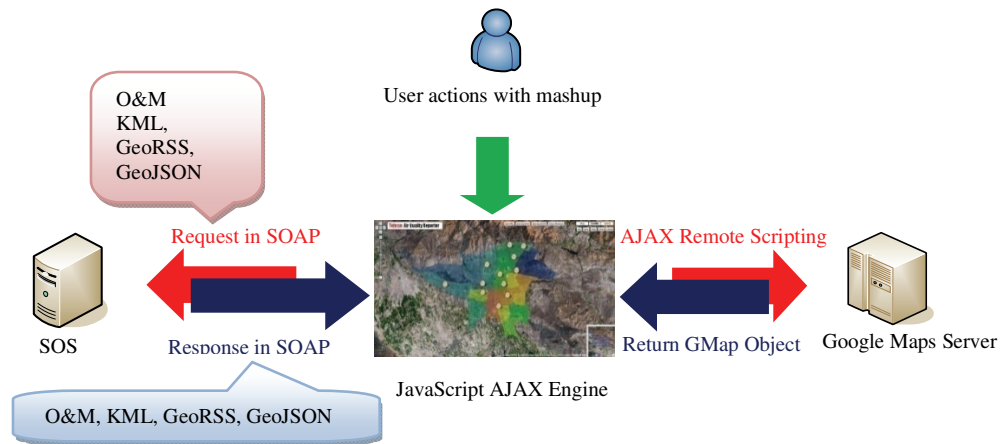 User actions with mashup
O&M
KML,
GeoRSS,
GeoJSON
Request in SOAP
AJAX Remote Scripting
SOS
Response in SOAP
Return GMap Object
Google Maps Server
JavaScript AJAX Engine
O&M, KML, GeoRSS, GeoJSON